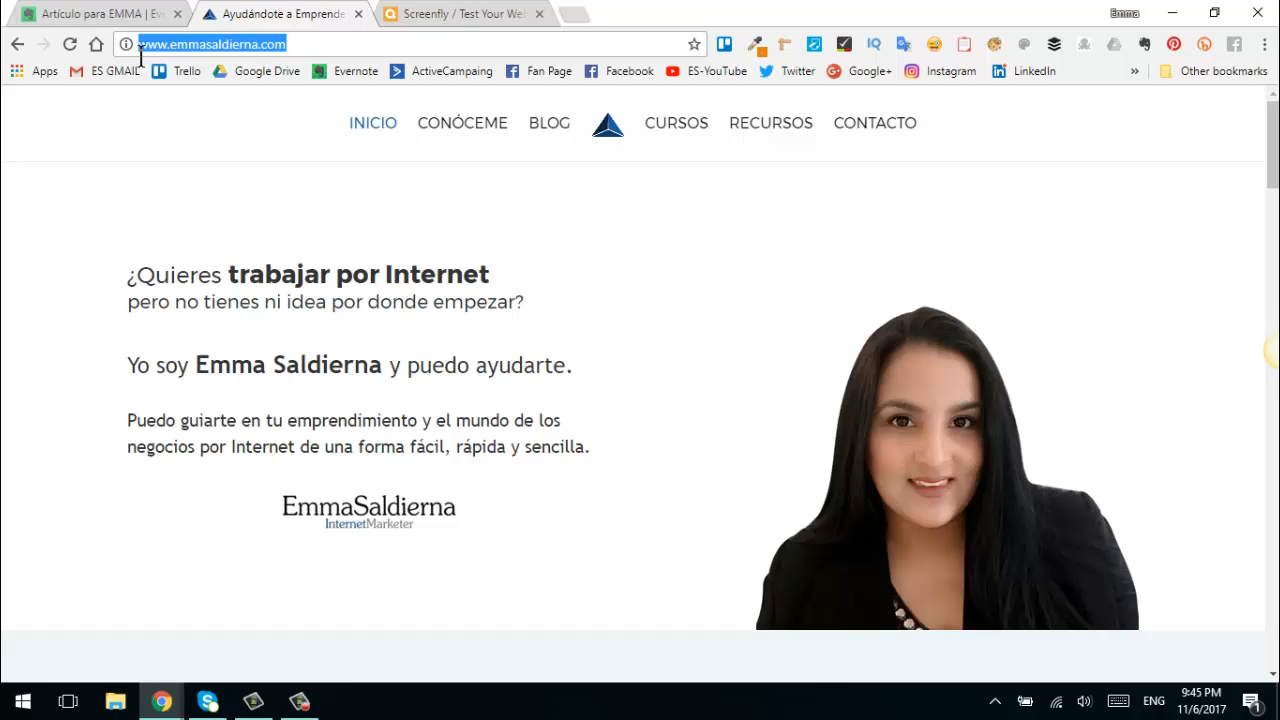 Artículo para EMMA | Eve
Ayudándote a Emprende
Screenfly / Test Your Web
Emma
www.emmasaldierna.com
Apps ES GMAIL Trello Google Drive Evernote ActiveCampaing Fan Page Facebook ES-YouTube Twitter Google+ Instagram LinkedIn » Other bookmarks
INICIO CONÓCEME BLOG CURSOS RECURSOS CONTACTO
¿Quieres trabajar por Internet
pero no tienes ni idea por donde empezar?
Yo soy Emma Saldierna y puedo ayudarte.
Puedo guiarte en tu emprendimiento y el mundo de los
negocios por Internet de una forma fácil, rápida y sencilla.
EmmaSaldierna
InternetMarketer
ENG
9:45 PM
11/6/2017
1